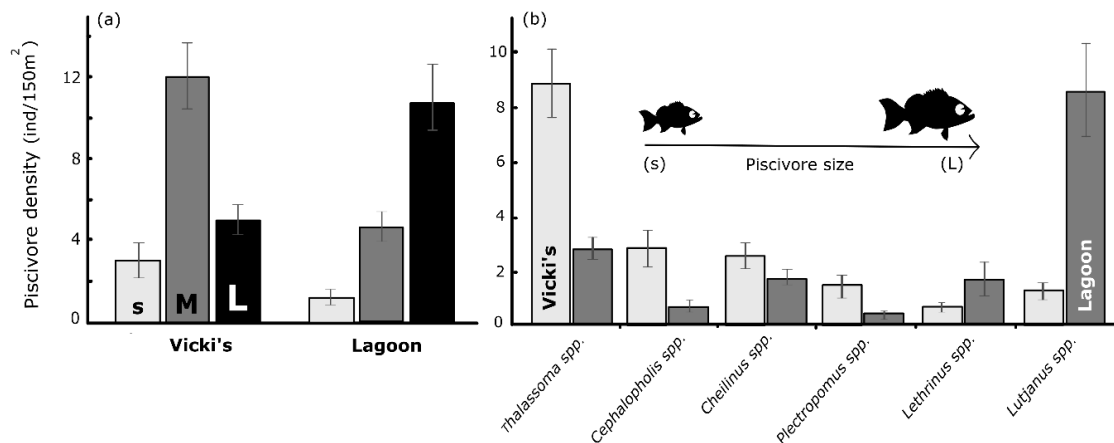 (a)
Piscivore density (ind/150m²)
12
8
4
0
s
M
L
Vicki's
Lagoon
(b)
10
8
6
4
2
0
Vicki's
Lagoon
(s)
(L)
Piscivore size
Thalassoma spp.
Cephalopholis spp.
Cheilinus spp.
Plectropomus spp.
Lethrinus spp.
Lutjanus spp.